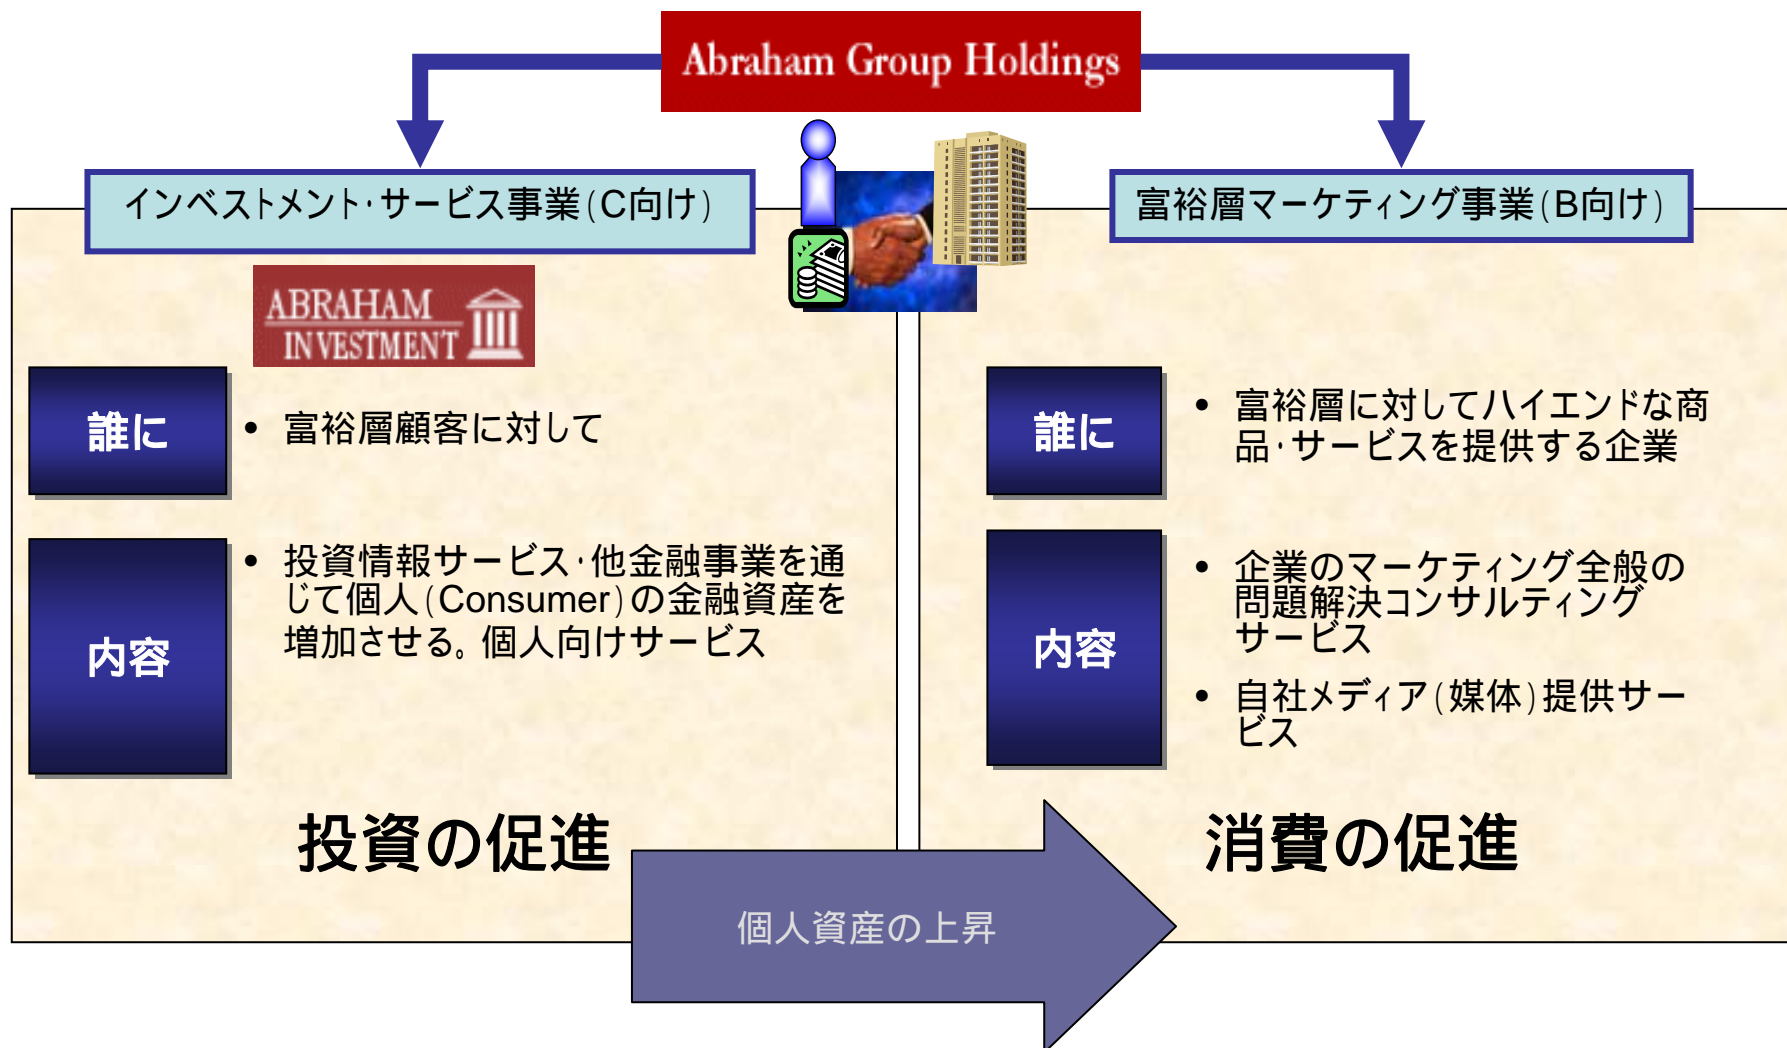 Abraham Group Holdings
インベストメント・サービス事業(C向け)
ABRAHAM
INVESTMENT
誰に
• 富裕層顧客に対して
内容
• 投資情報サービス・他金融事業を通
じて個人(Consumer)の金融資産を
増加させる。個人向けサービス
投資の促進
富裕層マーケティング事業(B向け)
誰に
• 富裕層に対してハイエンドな商
品・サービスを提供する企業
内容
• 企業のマーケティング全般の
問題解決コンサルティング
サービス
• 自社メディア(媒体)提供サー
ビス
消費の促進
個人資産の上昇